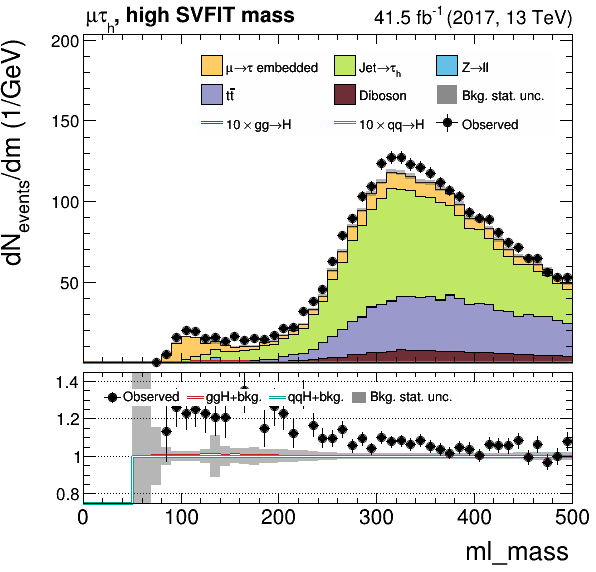 μτh, high SVFIT mass 41.5 fb⁻¹ (2017, 13 TeV)
dNevents/dm (1/GeV)
200
150
100
50
μ→τ embedded Jet→τh Z→ll
tt̄ Diboson Bkg. stat. unc.
10 × gg→H 10 × qq→H Observed
1.4
1.2
1
0.8
Observed ggH+bkg. qqH+bkg. Bkg. stat. unc.
0 100 200 300 400 500
ml_mass